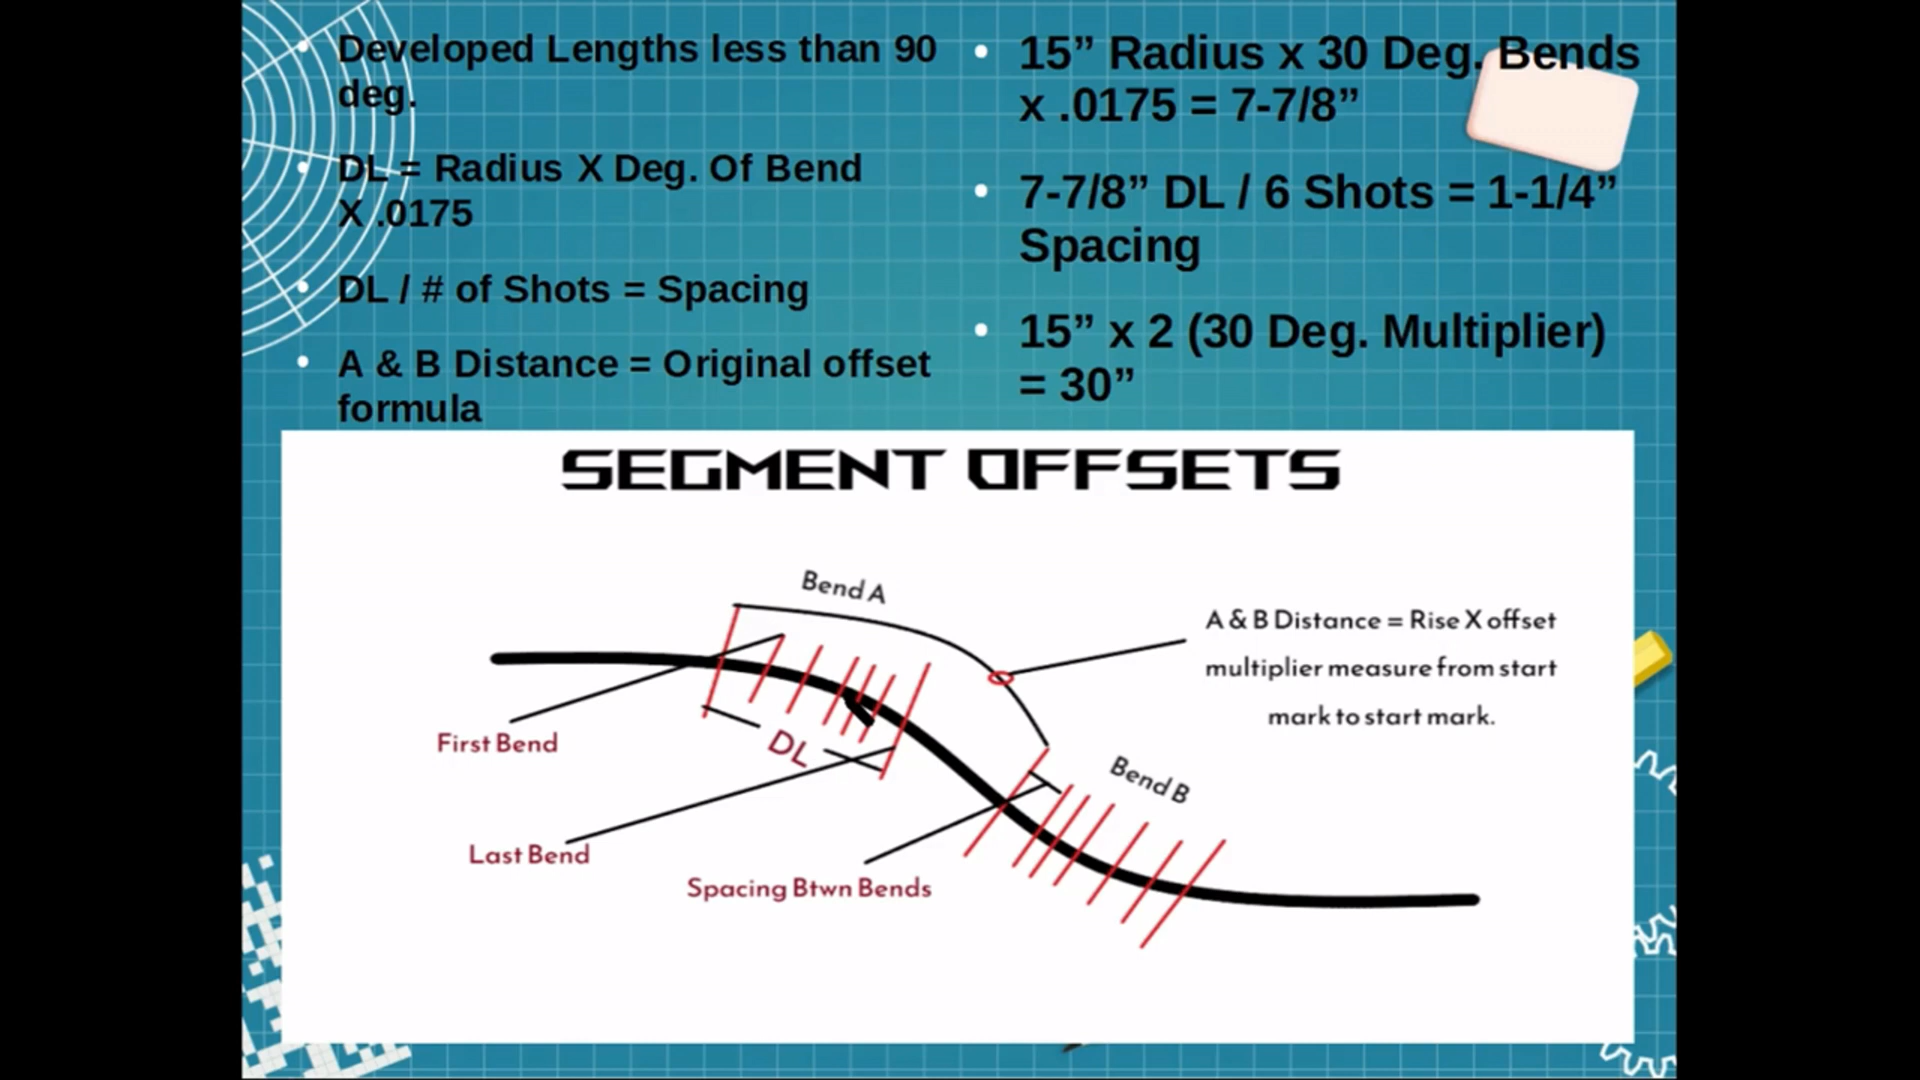 Developed Lengths less than 90
deg.
DL = Radius X Deg. Of Bend
X .0175
DL / # of Shots = Spacing
A & B Distance = Original offset
formula
15” Radius x 30 Deg. Bends
x .0175 = 7-7/8”
7-7/8” DL / 6 Shots = 1-1/4”
Spacing
15” x 2 (30 Deg. Multiplier)
= 30”
SEGMENT OFFSETS
Bend A
A & B Distance = Rise X offset
multiplier measure from start
mark to start mark.
First Bend
DL
Bend B
Last Bend
Spacing Btwn Bends